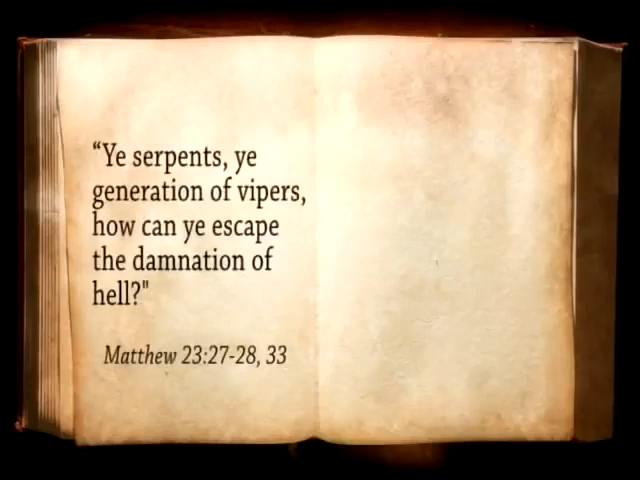 “Ye serpents, ye
generation of vipers,
how can ye escape
the damnation of
hell?"
Matthew 23:27-28, 33